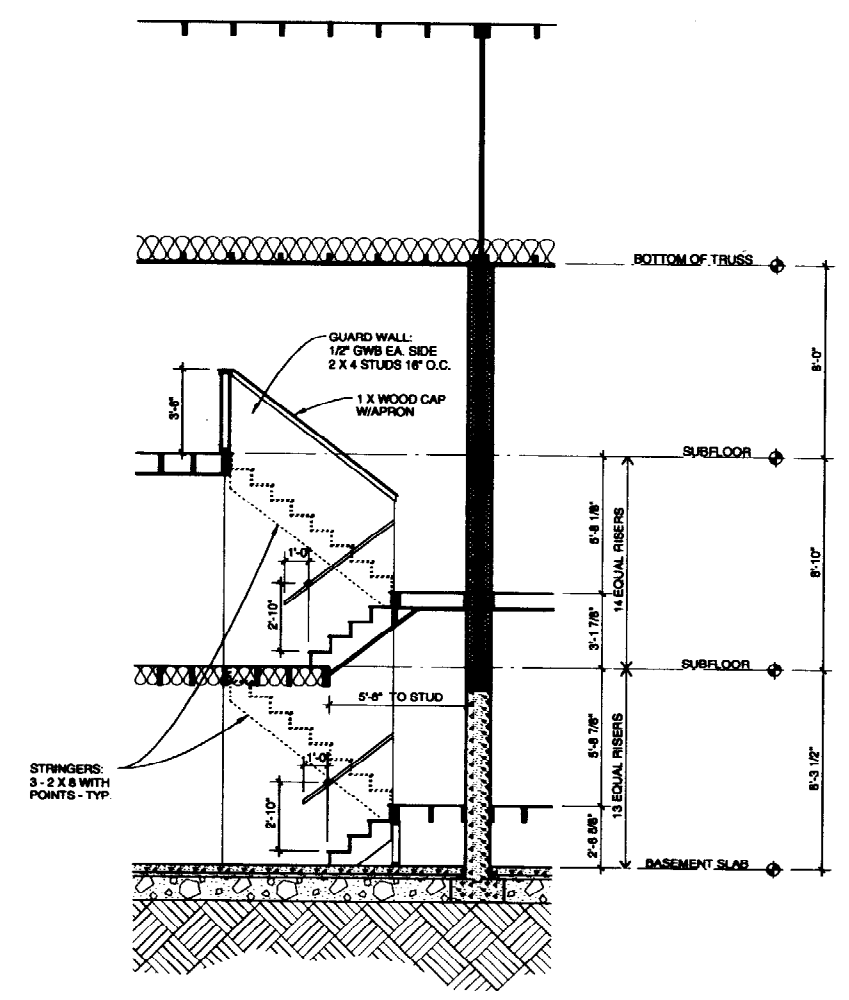 BOTTOM OF TRUSS
GUARD WALL:
1/2" GWB EA. SIDE
2 X 4 STUDS 16" O.C.
8'-0"
1 X WOOD CAP
W/APRON
3'-6"
SUBFLOOR
5'-8 1/8"
14 EQUAL RISERS
8'-10"
1'-0"
2'-10"
3'-1 7/8"
SUBFLOOR
5'-6" TO STUD
5'-8 7/8"
13 EQUAL RISERS
8'-3 1/2"
1'-0"
STRINGERS:
3 - 2 X 8 WITH
POINTS - TYP.
2'-10"
2'-6 5/8"
BASEMENT SLAB